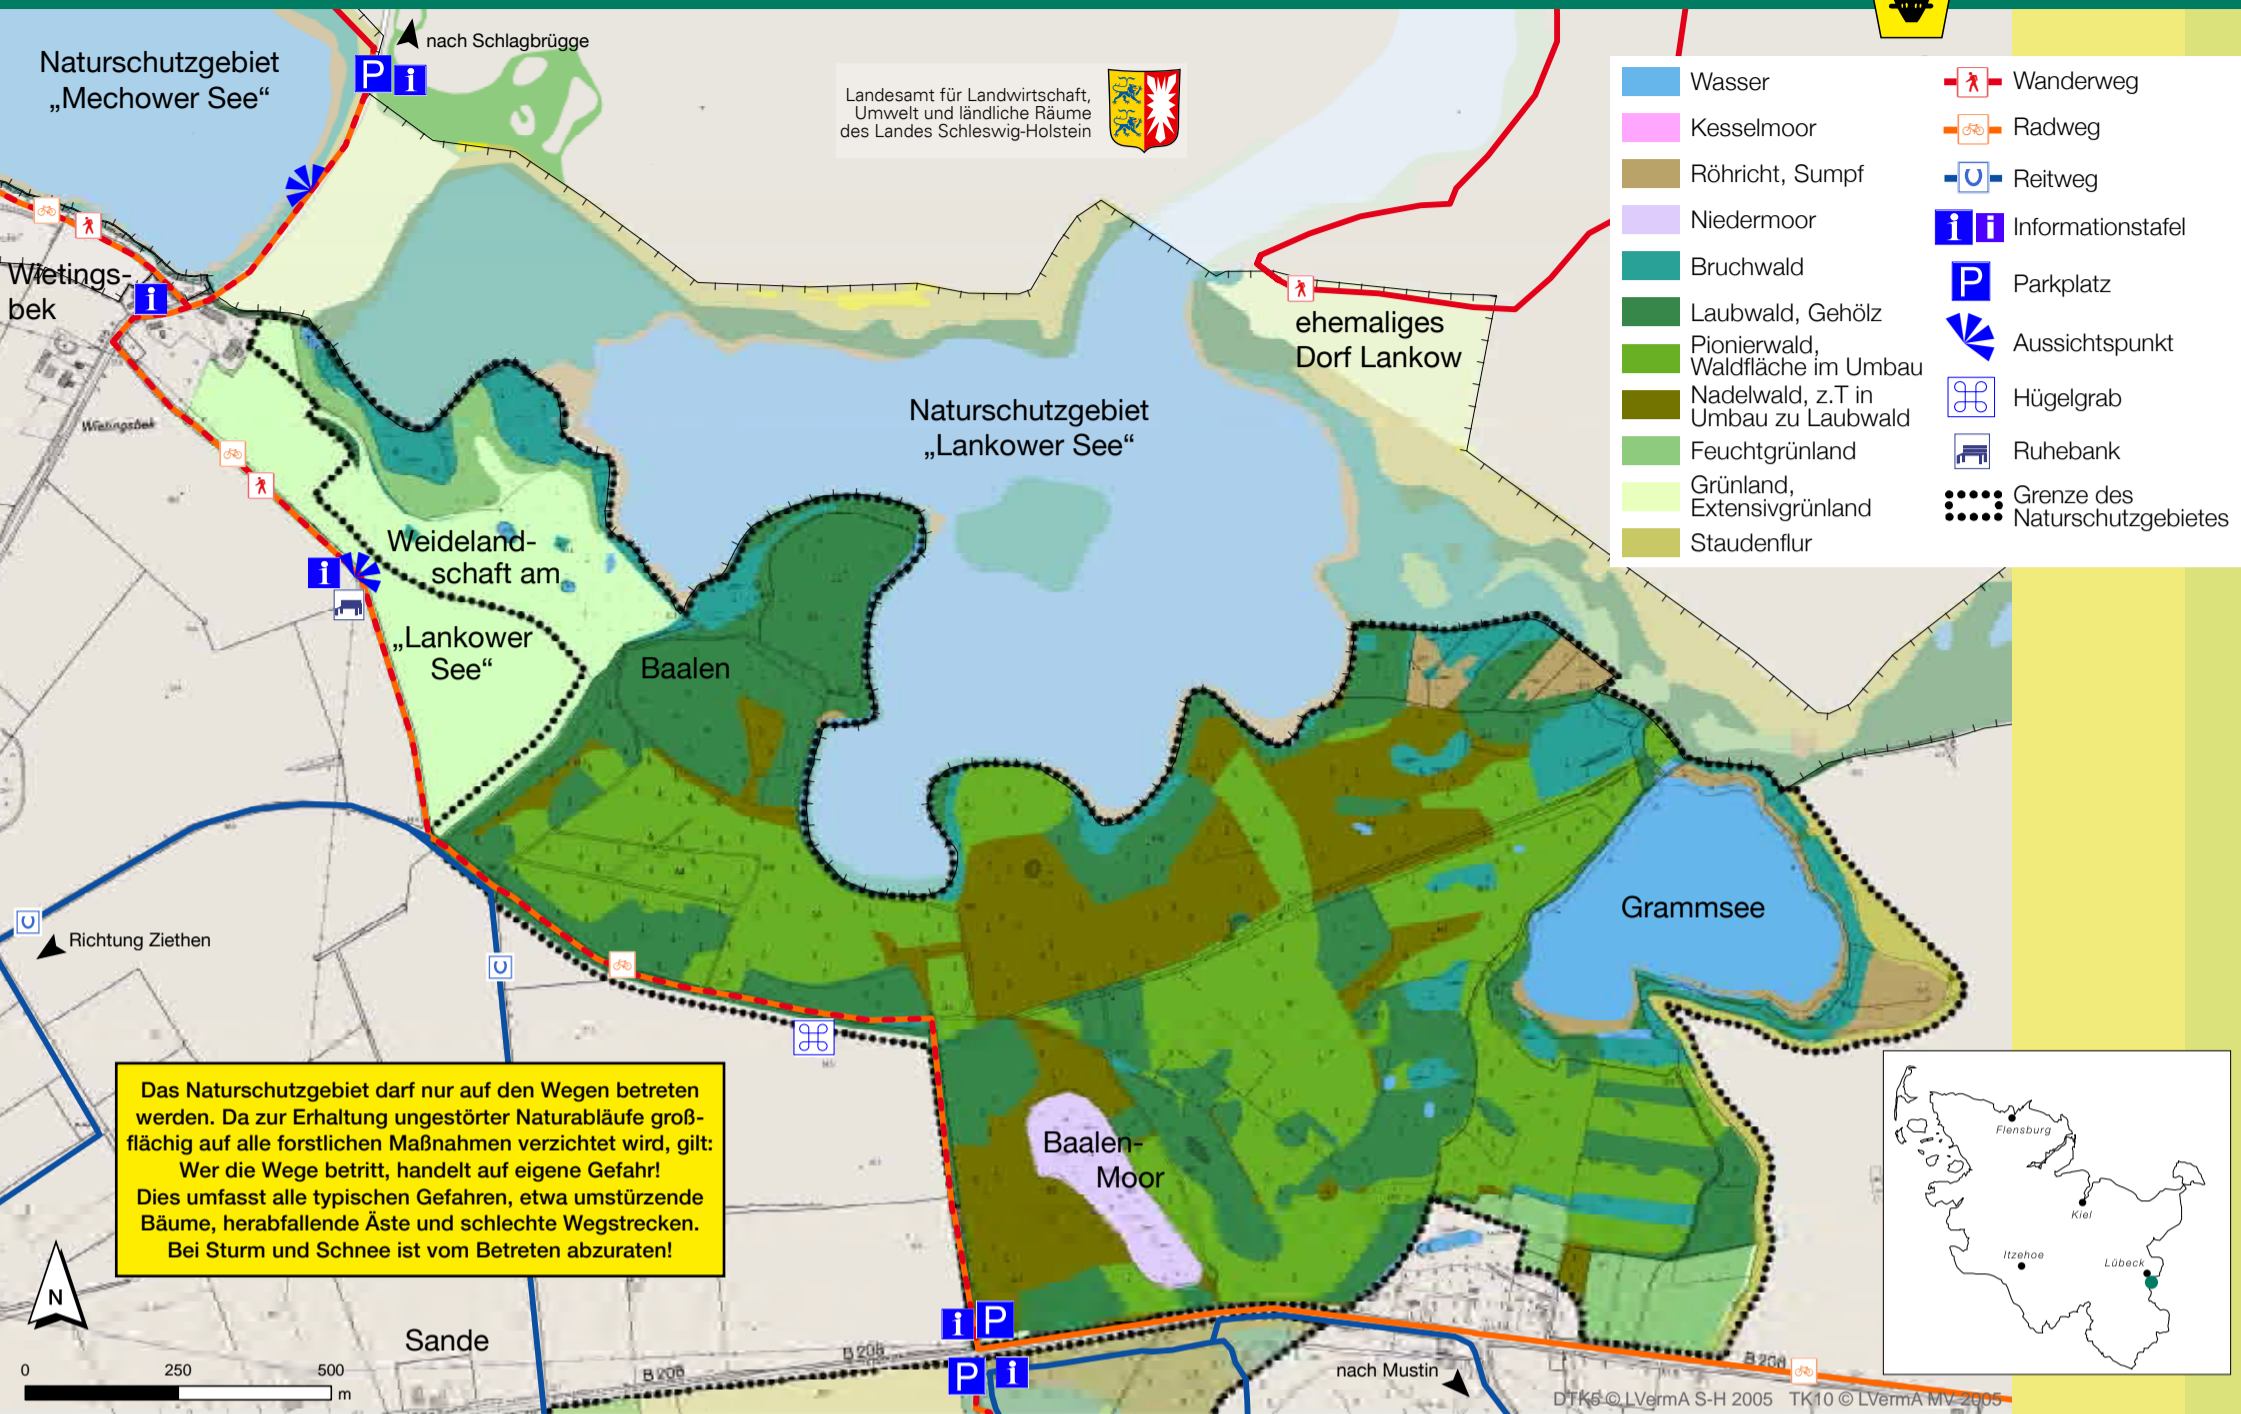 nach Schlagbrügge
Naturschutzgebiet
„Mechower See“
P
i
Landesamt für Landwirtschaft,
Umwelt und ländliche Räume
des Landes Schleswig-Holstein
Wasser
Kesselmoor
Röhricht, Sumpf
Niedermoor
Bruchwald
Laubwald, Gehölz
Pionierwald,
Waldfläche im Umbau
Nadelwald, z.T in
Umbau zu Laubwald
Feuchtgrünland
Grünland,
Extensivgrünland
Staudenflur
Wanderweg
Radweg
Reitweg
i i Informationstafel
P Parkplatz
Aussichtspunkt
Hügelgrab
Ruhebank
Grenze des
Naturschutzgebietes
Wietings-
bek
i
Wietingsbek
ehemaliges
Dorf Lankow
Naturschutzgebiet
„Lankower See“
Weideland-
schaft am
„Lankower
See“
i
Baalen
Grammsee
Richtung Ziethen
Baalen-
Moor
Das Naturschutzgebiet darf nur auf den Wegen betreten
werden. Da zur Erhaltung ungestörter Naturabläufe groß-
flächig auf alle forstlichen Maßnahmen verzichtet wird, gilt:
Wer die Wege betritt, handelt auf eigene Gefahr!
Dies umfasst alle typischen Gefahren, etwa umstürzende
Bäume, herabfallende Äste und schlechte Wegstrecken.
Bei Sturm und Schnee ist vom Betreten abzuraten!
N
0 250 500
m
Sande
i P
P i
B 208
B 208
B 208
nach Mustin
Flensburg
Kiel
Itzehoe
Lübeck
DTK5 © LVermA S-H 2005 TK10 © LVermA MV 2005